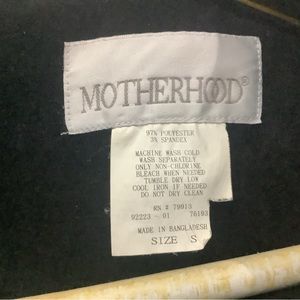 MOTHERHOOD®
97% POLYESTER
3% SPANDEX
MACHINE WASH COLD
WASH SEPARATELY
ONLY NON-CHLORINE
BLEACH WHEN NEEDED
TUMBLE DRY LOW
COOL IRON IF NEEDED
DO NOT DRY CLEAN
RN # 79913
92223 - 01 76193
MADE IN BANGLADESH
SIZE S